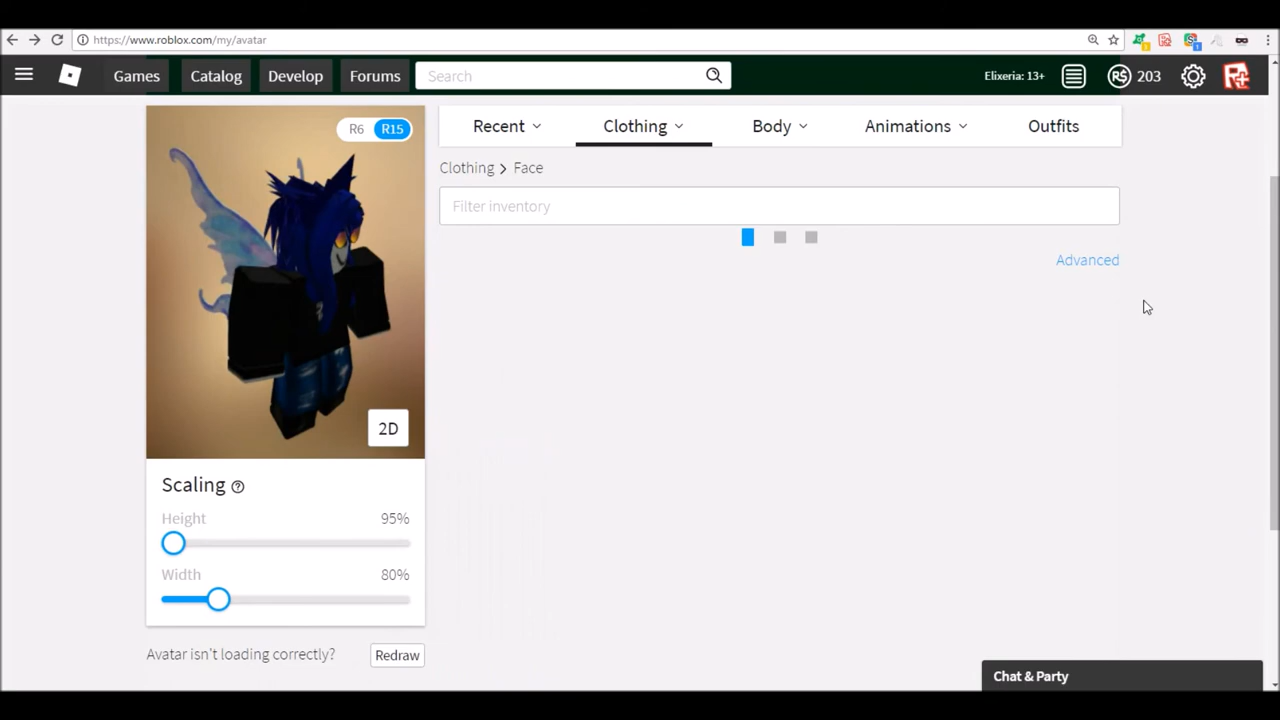 https://www.roblox.com/my/avatar
Games Catalog Develop Forums Search Elixeria: 13+ R$ 203
R6 R15
Recent Clothing Body Animations Outfits
Clothing > Face
Filter inventory
Advanced
2D
Scaling ?
Height 95%
Width 80%
Avatar isn't loading correctly? Redraw
Chat & Party